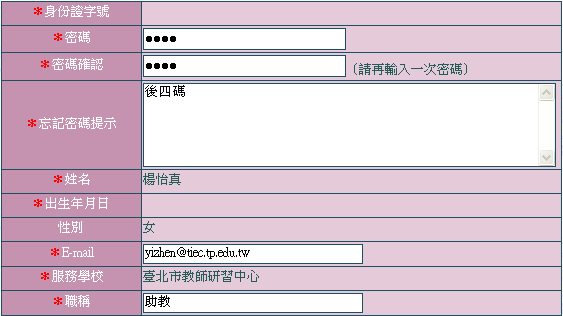 *身份證字號
*密碼 ●●●●
*密碼確認 ●●●● (請再輸入一次密碼)
*忘記密碼提示 後四碼
*姓名 楊怡真
*出生年月日
性別 女
*E-mail yizhen@tiec.tp.edu.tw
*服務學校 臺北市教師研習中心
*職稱 助教